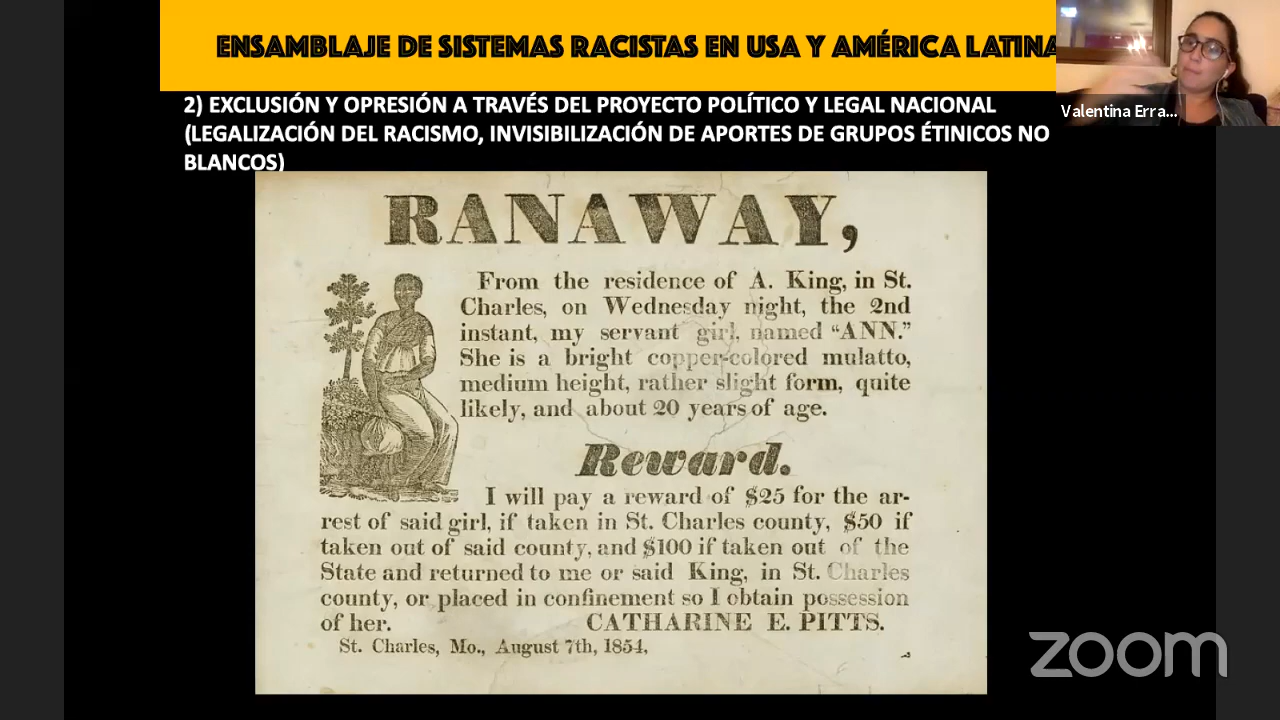 ENSAMBLAJE DE SISTEMAS RACISTAS EN USA Y AMÉRICA LATINA
Valentina Erra...
2) EXCLUSIÓN Y OPRESIÓN A TRAVÉS DEL PROYECTO POLÍTICO Y LEGAL NACIONAL
(LEGALIZACIÓN DEL RACISMO, INVISIBILIZACIÓN DE APORTES DE GRUPOS ÉTINICOS NO
BLANCOS)
RANAWAY,
From the residence of A. King, in St.
Charles, on Wednesday night, the 2nd
instant, my servant girl, named “ANN.”
She is a bright copper-colored mulatto,
medium height, rather slight form, quite
likely, and about 20 years of age.
Reward.
I will pay a reward of $25 for the ar-
rest of said girl, if taken in St. Charles county, $50 if
taken out of said county, and $100 if taken out of the
State and returned to me or said King, in St. Charles
county, or placed in confinement so I obtain possession
of her. CATHARINE E. PITTS.
St. Charles, Mo., August 7th, 1854,
zoom